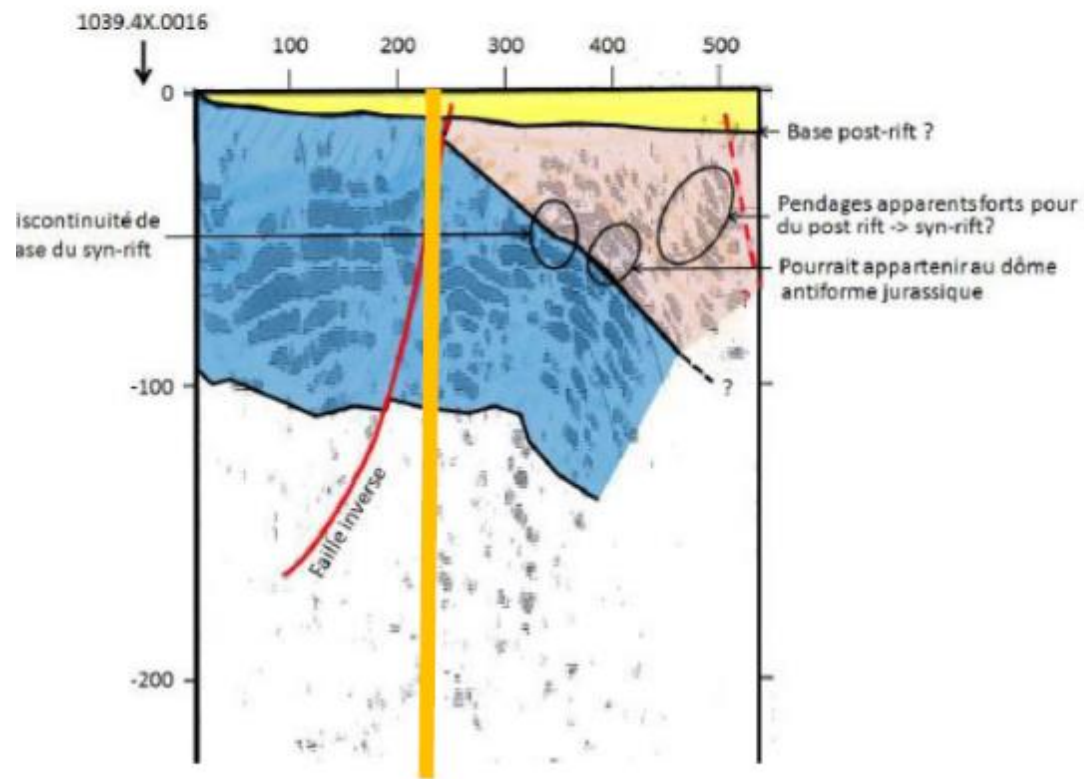 1039.4X.0016
100 200 300 400 500
0
Base post-rift ?
Pendages apparents forts pour
du post rift -> syn-rift?
iscontinuité de
ase du syn-rift
Pourrait appartenir au dôme
antiforme jurassique
?
-100
?
Faille inverse
-200